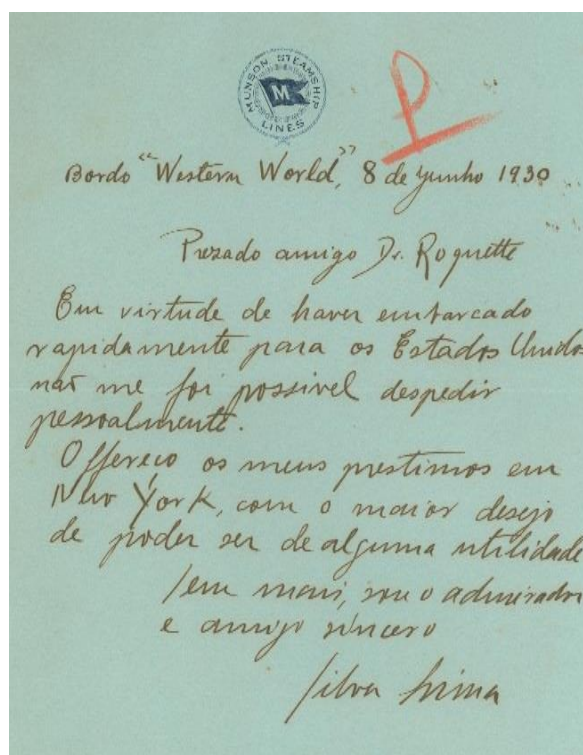 MUNSON STEAMSHIP
LINES
M
P
Bordo "Western World", 8 de Junho 1930
Prezado amigo Dr. Roquette
Em virtude de haver embarcado
rapidamente para os Estados Unidos
não me foi possivel despedir
pessoalmente.
Offereço os meus prestimos em
New York, com o maior desejo
de poder ser de alguma utilidade
Sem mais, sou o admirador
e amigo sincero
Silva Lima